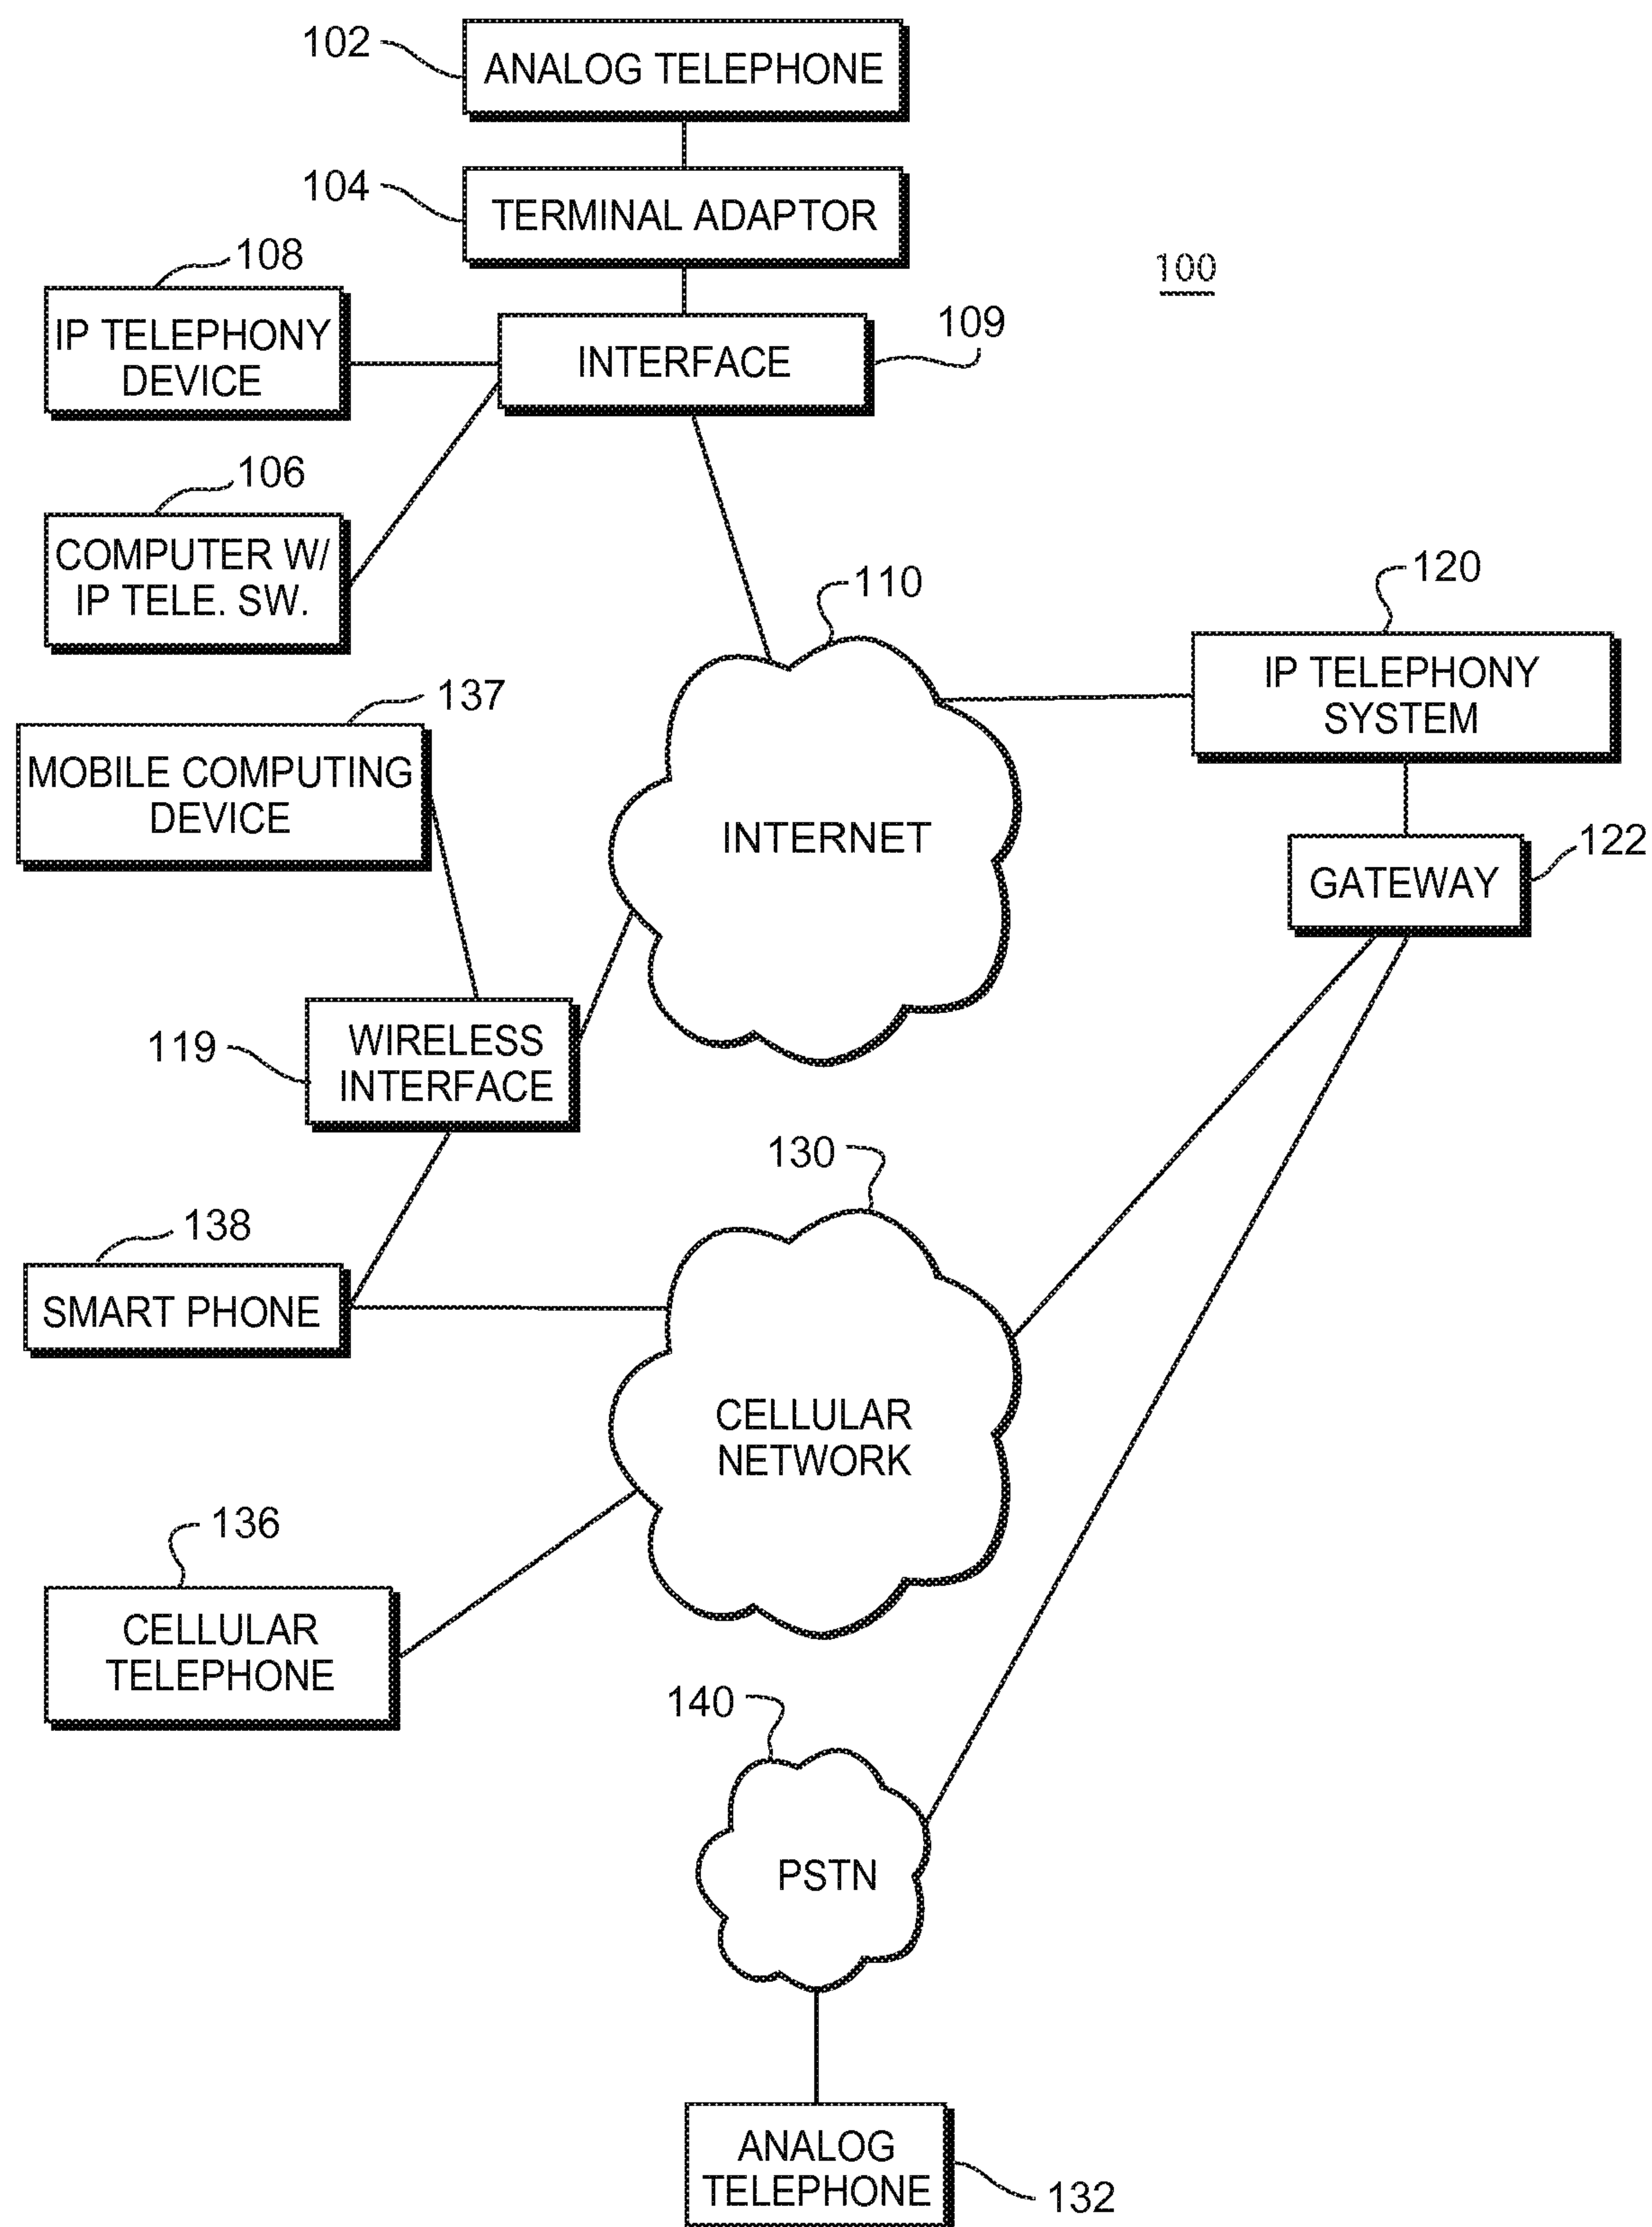 102
ANALOG TELEPHONE
104
TERMINAL ADAPTOR
108
100
IP TELEPHONY
DEVICE
109
INTERFACE
106
COMPUTER W/
IP TELE. SW.
110
120
IP TELEPHONY
SYSTEM
137
MOBILE COMPUTING
DEVICE
INTERNET
122
GATEWAY
119
WIRELESS
INTERFACE
130
138
SMART PHONE
CELLULAR
NETWORK
136
CELLULAR
TELEPHONE
140
PSTN
ANALOG
TELEPHONE
132